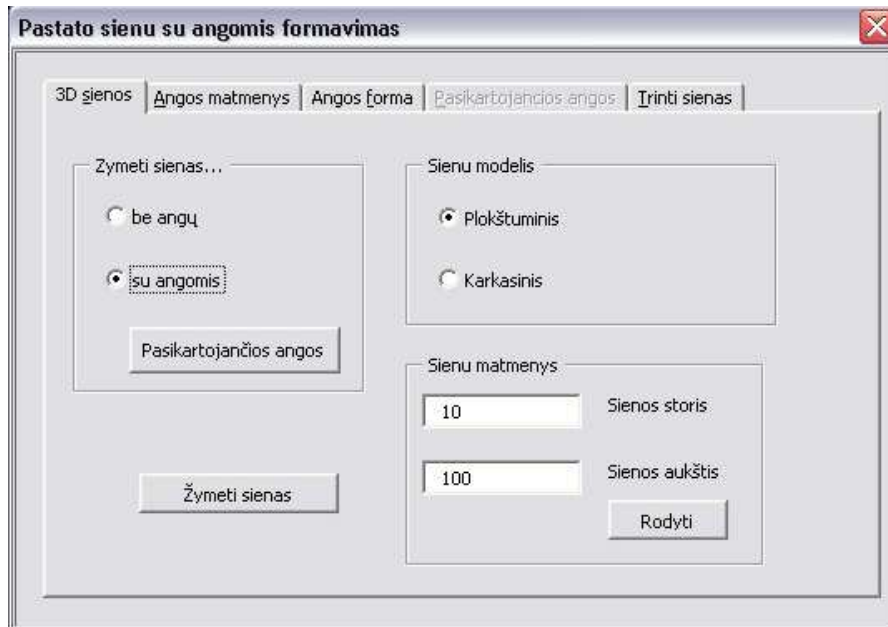 Pastato sienu su angomis formavimas
3D sienos
Angos matmenys
Angos forma
Pasikartojancios angos
Trinti sienas
Zymeti sienas...
be angų
su angomis
Pasikartojančios angos
Žymeti sienas
Sienu modelis
Plokštuminis
Karkasinis
Sienu matmenys
10 Sienos storis
100 Sienos aukštis
Rodyti